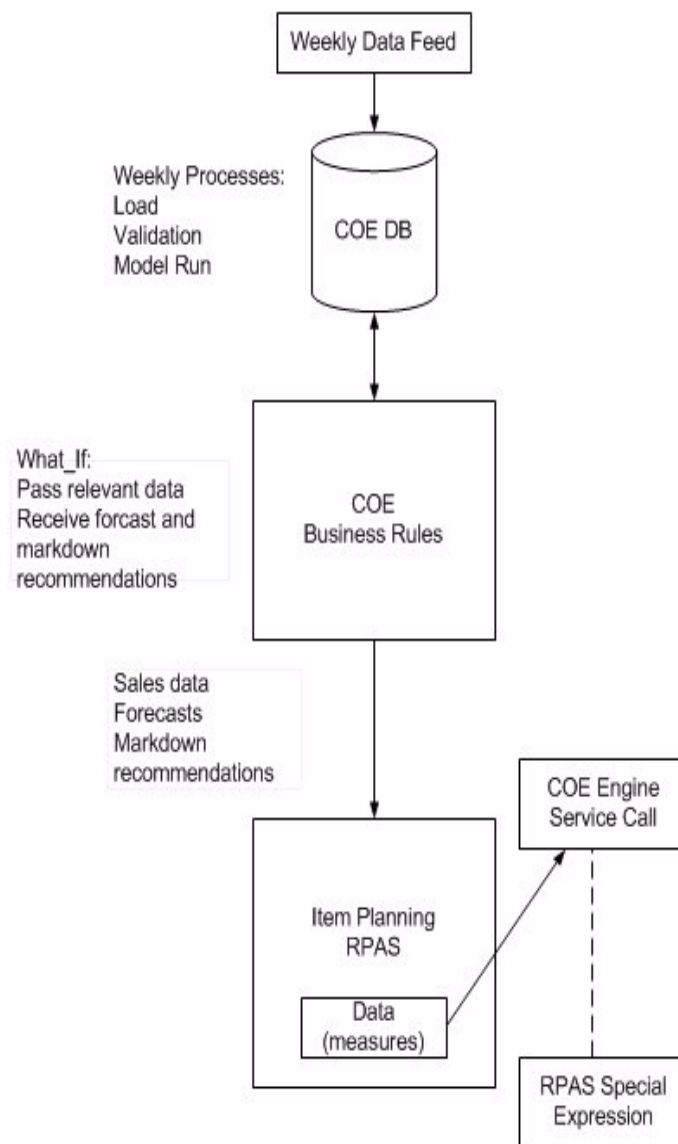 Weekly Data Feed
Weekly Processes:
Load
Validation
Model Run
COE DB
What_If:
Pass relevant data
Receive forcast and
markdown
recommendations
COE
Business Rules
Sales data
Forecasts
Markdown
recommendations
COE Engine
Service Call
Item Planning
RPAS
Data
(measures)
RPAS Special
Expression